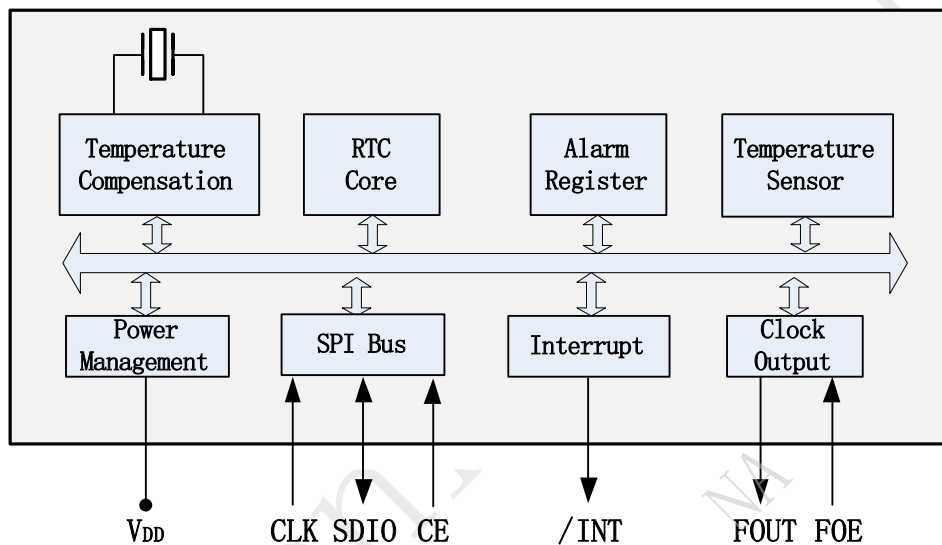 Temperature
Compensation
RTC
Core
Alarm
Register
Temperature
Sensor
Power
Management
SPI Bus
Interrupt
Clock
Output
VDD
CLK SDIO CE
/INT
FOUT FOE
NA